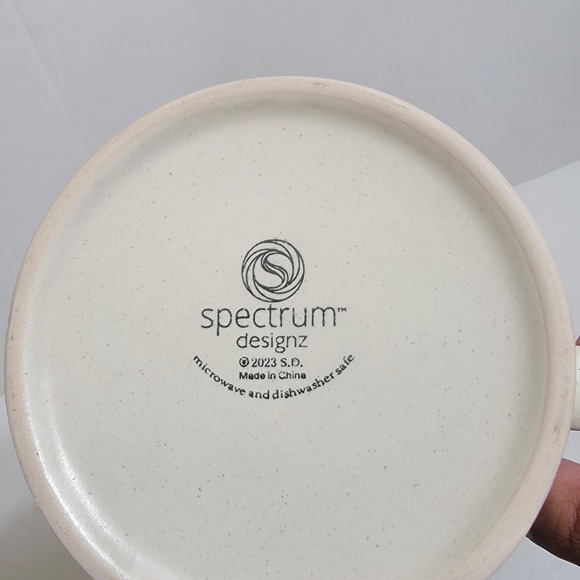 S
spectrum™
designz
© 2023 S.D.
Made in China
microwave and dishwasher safe